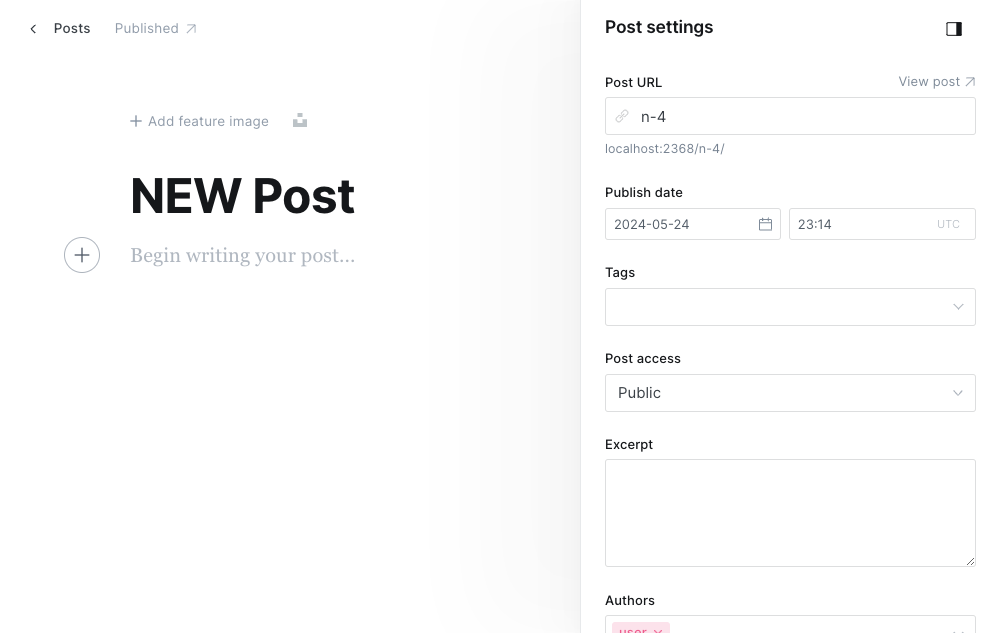 Posts Published
Post settings
Add feature image
NEW Post
Begin writing your post...
Post URL View post
n-4
localhost:2368/n-4/
Publish date
2024-05-24 23:14 UTC
Tags
Post access
Public
Excerpt
Authors
user